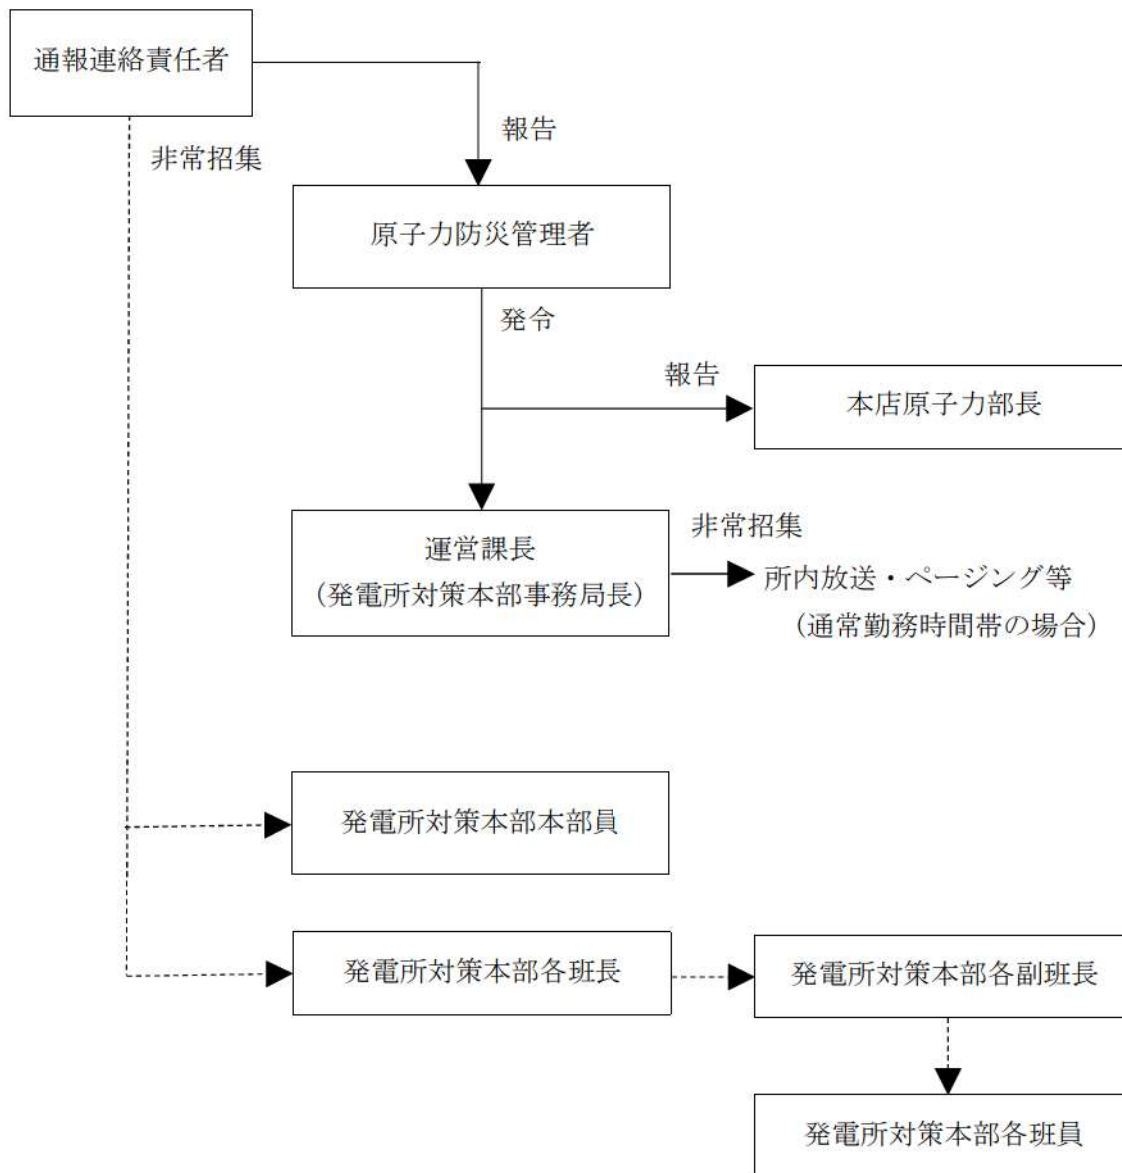 通報連絡責任者
報告
非常招集
原子力防災管理者
発令
報告
本店原子力部長
運営課長
（発電所対策本部事務局長）
非常招集
所内放送・ページング等
（通常勤務時間帯の場合）
発電所対策本部本部員
発電所対策本部各班長
発電所対策本部各副班長
発電所対策本部各班員